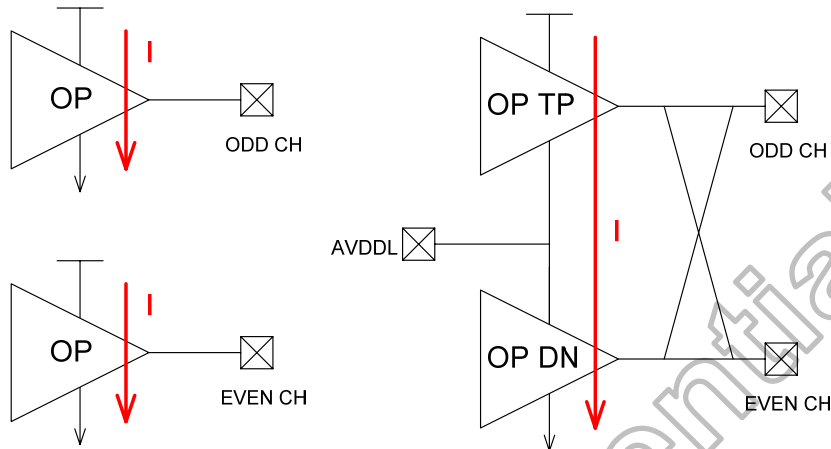 OP
I
ODD CH
OP
I
EVEN CH
OP TP
ODD CH
AVDDL
I
OP DN
EVEN CH